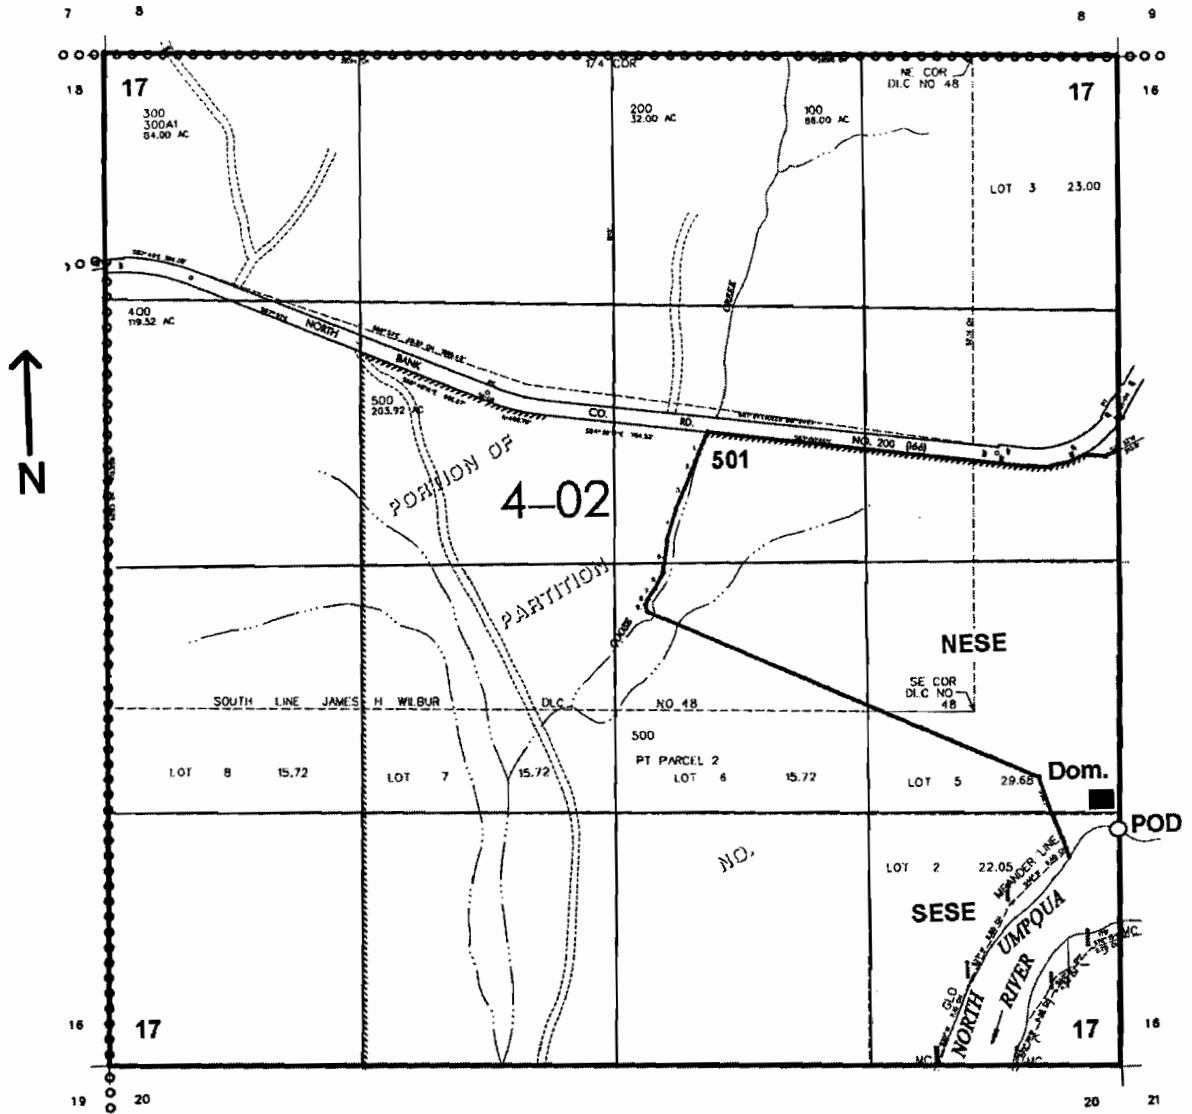 7 8 8 9
18 17 1/4 COR NE COR 17 16
DLC NO 48
300
300A1
84.00 AC
200
32.00 AC
100
88.00 AC
LOT 3 23.00
CREEK
400
119.52 AC
NORTH
BANK
CO.
RD.
NO. 200 (166)
500
203.92 AC
501
N
PORTION OF
4-02
PARTITION
GOOSE
NESE
SE COR
DLC NO
48
SOUTH LINE JAMES H WILBUR DLC NO 48
500
PT PARCEL 2
LOT 8 15.72
LOT 7 15.72
LOT 6 15.72
LOT 5 29.68
Dom.
POD
NO.
LOT 2 22.05
MEANDER LINE
SESE
UMPQUA
MC
GLO
NORTH
RIVER
16 17 17 16
MC MC
19 20 20 21